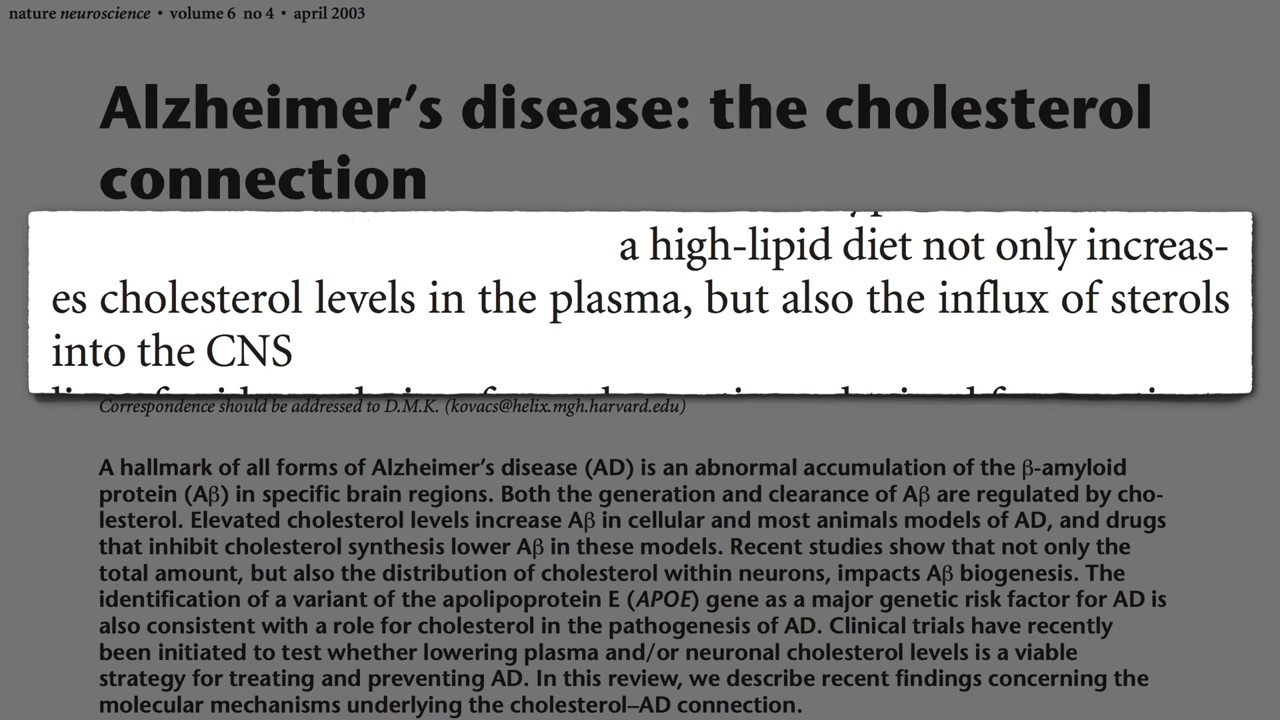 nature neuroscience • volume 6 no 4 • april 2003
Alzheimer's disease: the cholesterol
connection
a high-lipid diet not only increas-
es cholesterol levels in the plasma, but also the influx of sterols
into the CNS
Correspondence should be addressed to D.M.K. (kovacs@helix.mgh.harvard.edu)
A hallmark of all forms of Alzheimer's disease (AD) is an abnormal accumulation of the β-amyloid
protein (Aβ) in specific brain regions. Both the generation and clearance of Aβ are regulated by cho-
lesterol. Elevated cholesterol levels increase Aβ in cellular and most animals models of AD, and drugs
that inhibit cholesterol synthesis lower Aβ in these models. Recent studies show that not only the
total amount, but also the distribution of cholesterol within neurons, impacts Aβ biogenesis. The
identification of a variant of the apolipoprotein E (APOE) gene as a major genetic risk factor for AD is
also consistent with a role for cholesterol in the pathogenesis of AD. Clinical trials have recently
been initiated to test whether lowering plasma and/or neuronal cholesterol levels is a viable
strategy for treating and preventing AD. In this review, we describe recent findings concerning the
molecular mechanisms underlying the cholesterol–AD connection.